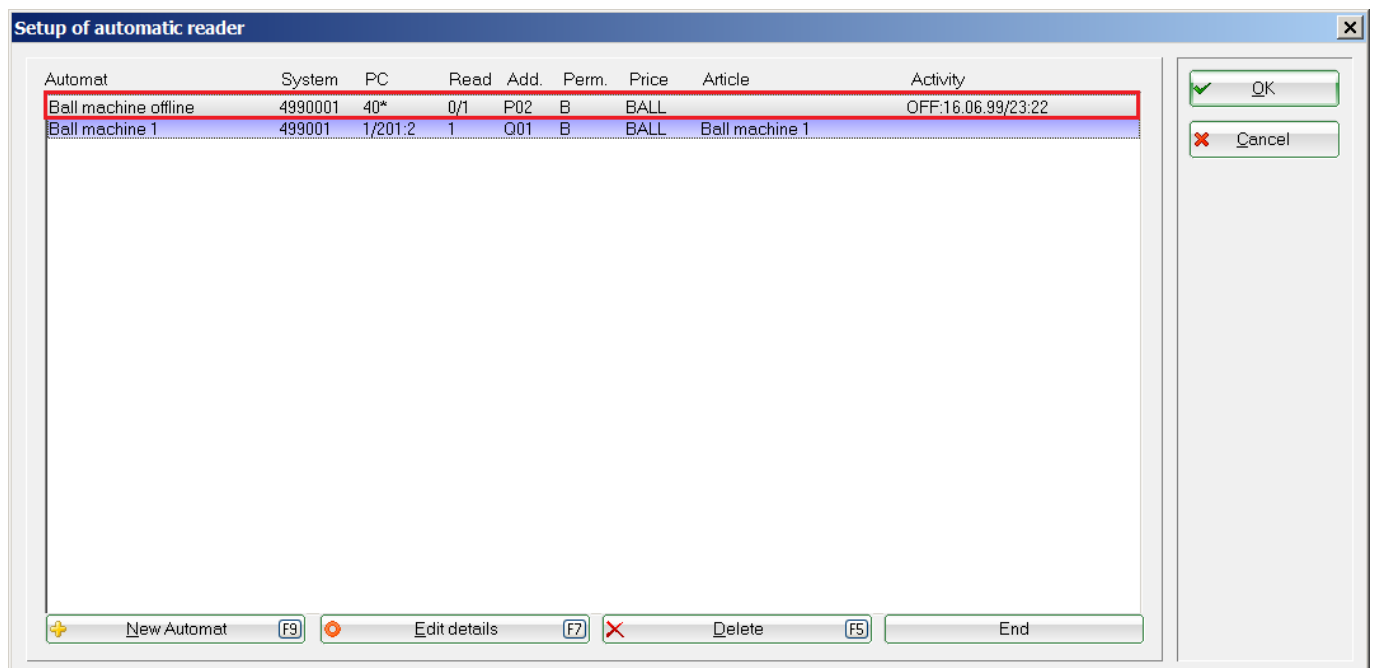 Setup of automatic reader
Automat System PC Read Add. Perm. Price Article Activity
Ball machine offline 4990001 40* 0/1 P02 B BALL OFF:16.06.99/23:22
Ball machine 1 499001 1/201:2 1 Q01 B BALL Ball machine 1
OK
Cancel
New Automat F9 Edit details F7 Delete F5 End